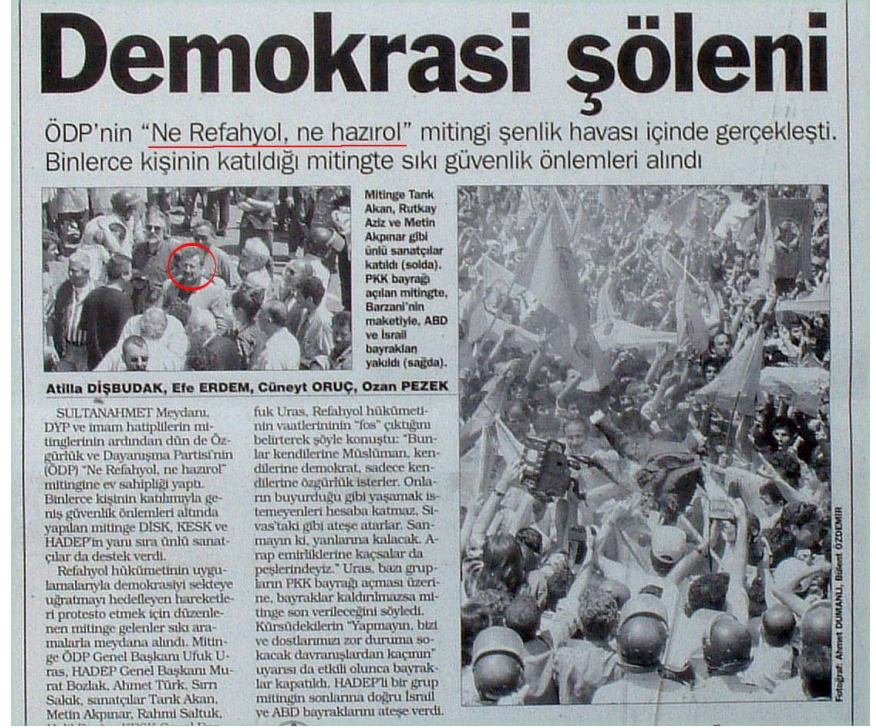 Demokrasi şöleni
ÖDP'nin “Ne Refahyol, ne hazırol” mitingi şenlik havası içinde gerçekleşti.
Binlerce kişinin katıldığı mitingte sıkı güvenlik önlemleri alındı
Mitinge Tarık
Akan, Rutkay
Aziz ve Metin
Akpınar gibi
ünlü sanatçılar
katıldı (solda).
PKK bayrağı
açılan mitingte,
Barzani'nin
maketiyle, ABD
ve İsrail
bayrakları
yakıldı (sağda).
Atilla DİŞBUDAK, Efe ERDEM, Cüneyt ORUÇ, Ozan PEZEK
SULTANAHMET Meydanı,
DYP ve imam hatiplilerin mi-
tinglerinin ardından dün de Öz-
gürlük ve Dayanışma Partisi'nin
(ÖDP) “Ne Refahyol, ne hazırol”
mitingine ev sahipliği yaptı.
Binlerce kişinin katılımıyla ge-
niş güvenlik önlemleri altında
yapılan mitinge DİSK, KESK ve
HADEP'in yanı sıra ünlü sanat-
çılar da destek verdi.
Refahyol hükümetinin uygu-
lamalarıyla demokrasiyi sekteye
uğratmayı hedefleyen hareketle-
ri protesto etmek için düzenle-
nen mitinge gelenler sıkı ara-
malarla meydana alındı. Mitin-
ge ÖDP Genel Başkanı Ufuk U-
ras, HADEP Genel Başkanı Mu-
rat Bozlak, Ahmet Türk, Sırrı
Sakık, sanatçılar Tarık Akan,
Metin Akpınar, Rahmi Saltuk,
fuk Uras, Refahyol hükümeti-
nin vaatlerininin “fos” çıktığını
belirterek şöyle konuştu: “Bun-
lar kendilerine Müslüman, ken-
dilerine demokrat, sadece ken-
dilerine özgürlük isterler. Onla-
rın buyurduğu gibi yaşamak is-
temeyenleri hesaba katmaz, Si-
vas'taki gibi ateşe atarlar. San-
mayın ki, yanlarına kalacak. A-
rap emirliklerine kaçsalar da
peşlerindeyiz.” Uras, bazı grup-
ların PKK bayrağı açması üzeri-
ne, bayraklar kaldırılmazsa mi-
tinge son verileceğini söyledi.
Kürsüdekilerin “Yapmayın, bizi
ve dostlarımızı zor duruma so-
kacak davranışlardan kaçının”
uyarısı da etkili olunca bayrak-
lar kapatıldı. HADEP'li bir grup
mitingin sonlarına doğru İsrail
ve ABD bayraklarını ateşe verdi.
Fotoğraf: Ahmet DUMANLI, Bülent ÖZDEMİR